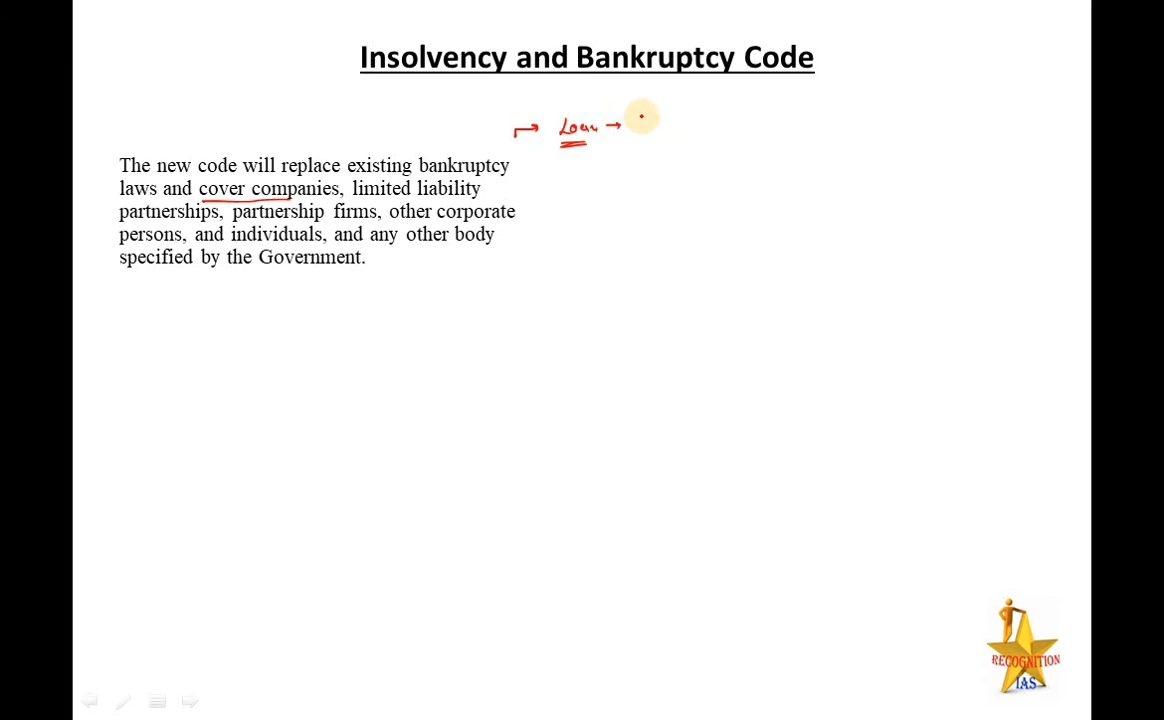 Insolvency and Bankruptcy Code
Loan
The new code will replace existing bankruptcy
laws and cover companies, limited liability
partnerships, partnership firms, other corporate
persons, and individuals, and any other body
specified by the Government.
RECOGNITION
IAS